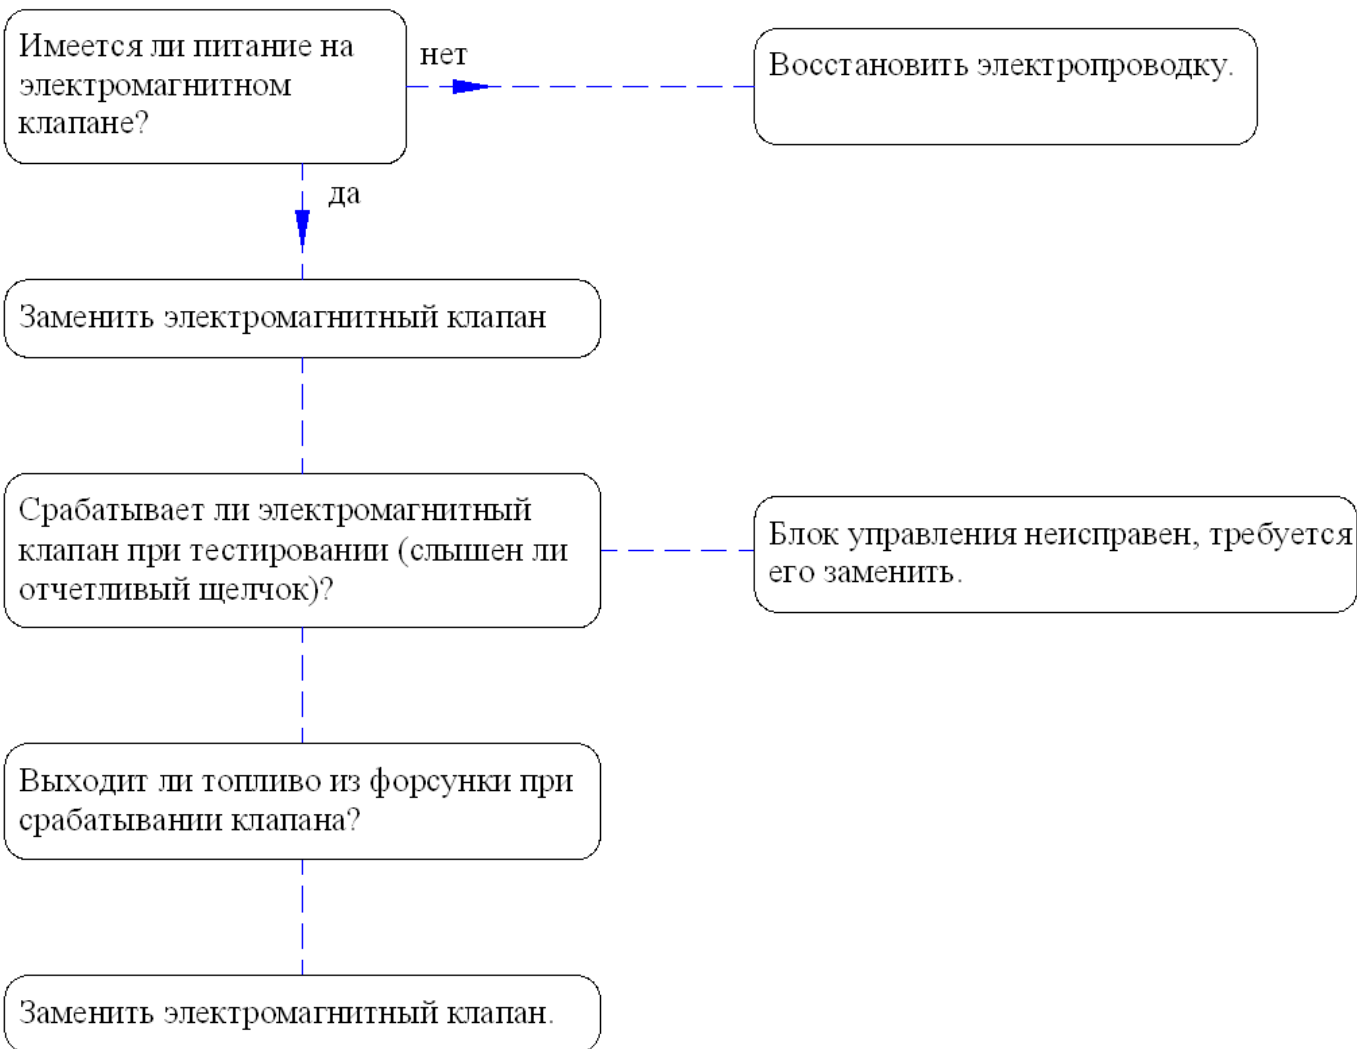 Имеется ли питание на
электромагнитном
клапане?
нет
Восстановить электропроводку.
да
Заменить электромагнитный клапан
Срабатывает ли электромагнитный
клапан при тестировании (слышен ли
отчетливый щелчок)?
Блок управления неисправен, требуется
его заменить.
Выходит ли топливо из форсунки при
срабатывании клапана?
Заменить электромагнитный клапан.